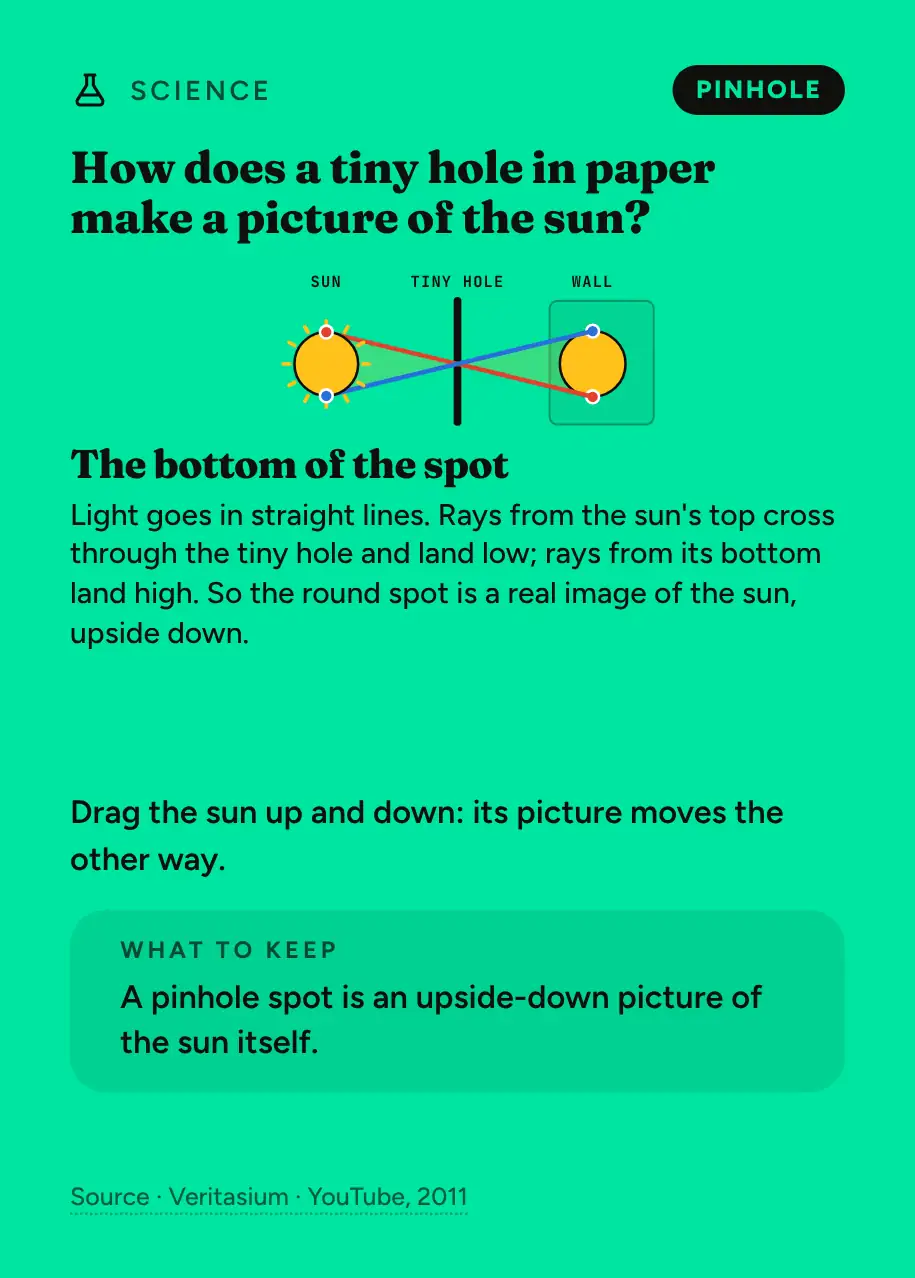 SCIENCE
PINHOLE
How does a tiny hole in paper
make a picture of the sun?
SUN
TINY HOLE
WALL
The bottom of the spot
Light goes in straight lines. Rays from the sun's top cross
through the tiny hole and land low; rays from its bottom
land high. So the round spot is a real image of the sun,
upside down.
Drag the sun up and down: its picture moves the
other way.
WHAT TO KEEP
A pinhole spot is an upside-down picture of
the sun itself.
Source · Veritasium · YouTube, 2011